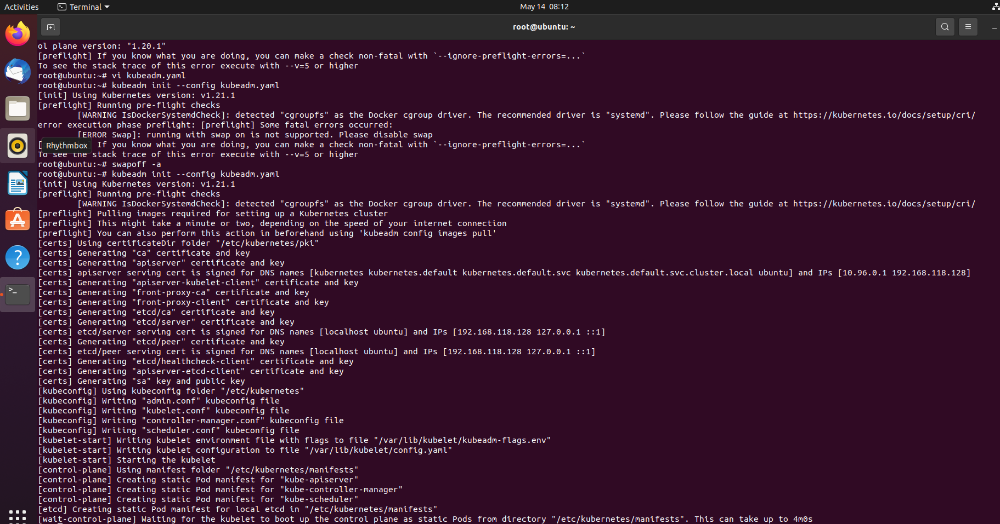 Activities
Terminal
May 14 08:12
root@ubuntu: ~
ol plane version: "1.20.1"
[preflight] If you know what you are doing, you can make a check non-fatal with `--ignore-preflight-errors=...`
To see the stack trace of this error execute with --v=5 or higher
root@ubuntu:~# vi kubeadm.yaml
root@ubuntu:~# kubeadm init --config kubeadm.yaml
[init] Using Kubernetes version: v1.21.1
[preflight] Running pre-flight checks
[WARNING IsDockerSystemdCheck]: detected "cgroupfs" as the Docker cgroup driver. The recommended driver is "systemd". Please follow the guide at https://kubernetes.io/docs/setup/cri/
error execution phase preflight: [preflight] Some fatal errors occurred:
[ERROR Swap]: running with swap on is not supported. Please disable swap
[ If you know what you are doing, you can make a check non-fatal with `--ignore-preflight-errors=...`
Rhythmbox
To see the stack trace of this error execute with --v=5 or higher
root@ubuntu:~# swapoff -a
root@ubuntu:~# kubeadm init --config kubeadm.yaml
[init] Using Kubernetes version: v1.21.1
[preflight] Running pre-flight checks
[WARNING IsDockerSystemdCheck]: detected "cgroupfs" as the Docker cgroup driver. The recommended driver is "systemd". Please follow the guide at https://kubernetes.io/docs/setup/cri/
[preflight] Pulling images required for setting up a Kubernetes cluster
[preflight] This might take a minute or two, depending on the speed of your internet connection
[preflight] You can also perform this action in beforehand using 'kubeadm config images pull'
[certs] Using certificateDir folder "/etc/kubernetes/pki"
[certs] Generating "ca" certificate and key
[certs] Generating "apiserver" certificate and key
[certs] apiserver serving cert is signed for DNS names [kubernetes kubernetes.default kubernetes.default.svc kubernetes.default.svc.cluster.local ubuntu] and IPs [10.96.0.1 192.168.118.128]
[certs] Generating "apiserver-kubelet-client" certificate and key
[certs] Generating "front-proxy-ca" certificate and key
[certs] Generating "front-proxy-client" certificate and key
[certs] Generating "etcd/ca" certificate and key
[certs] Generating "etcd/server" certificate and key
[certs] etcd/server serving cert is signed for DNS names [localhost ubuntu] and IPs [192.168.118.128 127.0.0.1 ::1]
[certs] Generating "etcd/peer" certificate and key
[certs] etcd/peer serving cert is signed for DNS names [localhost ubuntu] and IPs [192.168.118.128 127.0.0.1 ::1]
[certs] Generating "etcd/healthcheck-client" certificate and key
[certs] Generating "apiserver-etcd-client" certificate and key
[certs] Generating "sa" key and public key
[kubeconfig] Using kubeconfig folder "/etc/kubernetes"
[kubeconfig] Writing "admin.conf" kubeconfig file
[kubeconfig] Writing "kubelet.conf" kubeconfig file
[kubeconfig] Writing "controller-manager.conf" kubeconfig file
[kubeconfig] Writing "scheduler.conf" kubeconfig file
[kubelet-start] Writing kubelet environment file with flags to file "/var/lib/kubelet/kubeadm-flags.env"
[kubelet-start] Writing kubelet configuration to file "/var/lib/kubelet/config.yaml"
[kubelet-start] Starting the kubelet
[control-plane] Using manifest folder "/etc/kubernetes/manifests"
[control-plane] Creating static Pod manifest for "kube-apiserver"
[control-plane] Creating static Pod manifest for "kube-controller-manager"
[control-plane] Creating static Pod manifest for "kube-scheduler"
[etcd] Creating static Pod manifest for local etcd in "/etc/kubernetes/manifests"
[wait-control-plane] Waiting for the kubelet to boot up the control plane as static Pods from directory "/etc/kubernetes/manifests". This can take up to 4m0s